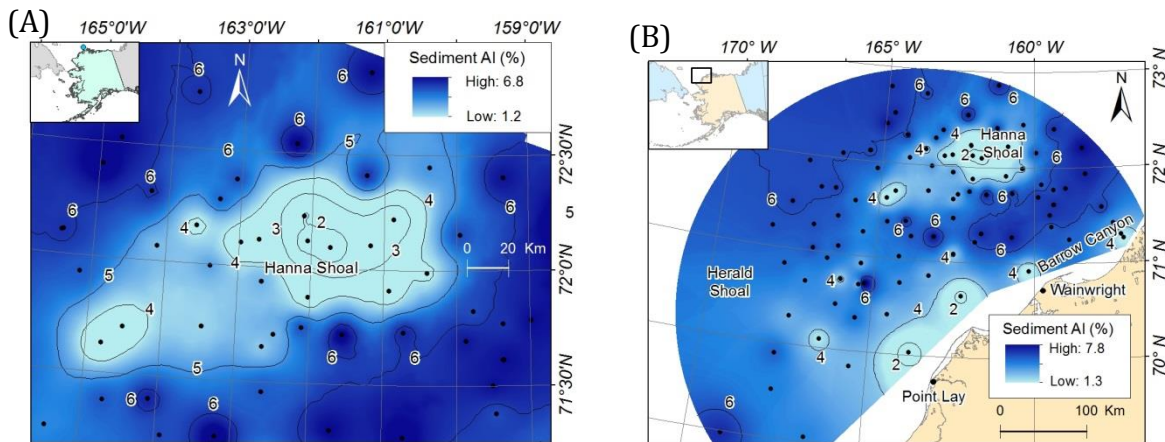 (A)
165°0'W
163°0'W
161°0'W
159°0'W
Sediment Al (%)
High: 6.8
Low: 1.2
N
6
6
6
5
6
6
6
6
4
6
72°30'N
6
4
3
2
3
4
5
Hanna Shoal
0 20 Km
72°0'N
5
4
5
6
6
6
71°30'N
6
(B)
170° W
165° W
160° W
73° N
N
6
6
4
Hanna
Shoal
6
4
2
6
72° N
6
4
6
6
6
Barrow Canyon
4
71° N
Herald
Shoal
4
4
6
4
2
Wainwright
4
4
2
Sediment Al (%)
High: 7.8
Low: 1.3
70° N
Point Lay
6
0 100 Km